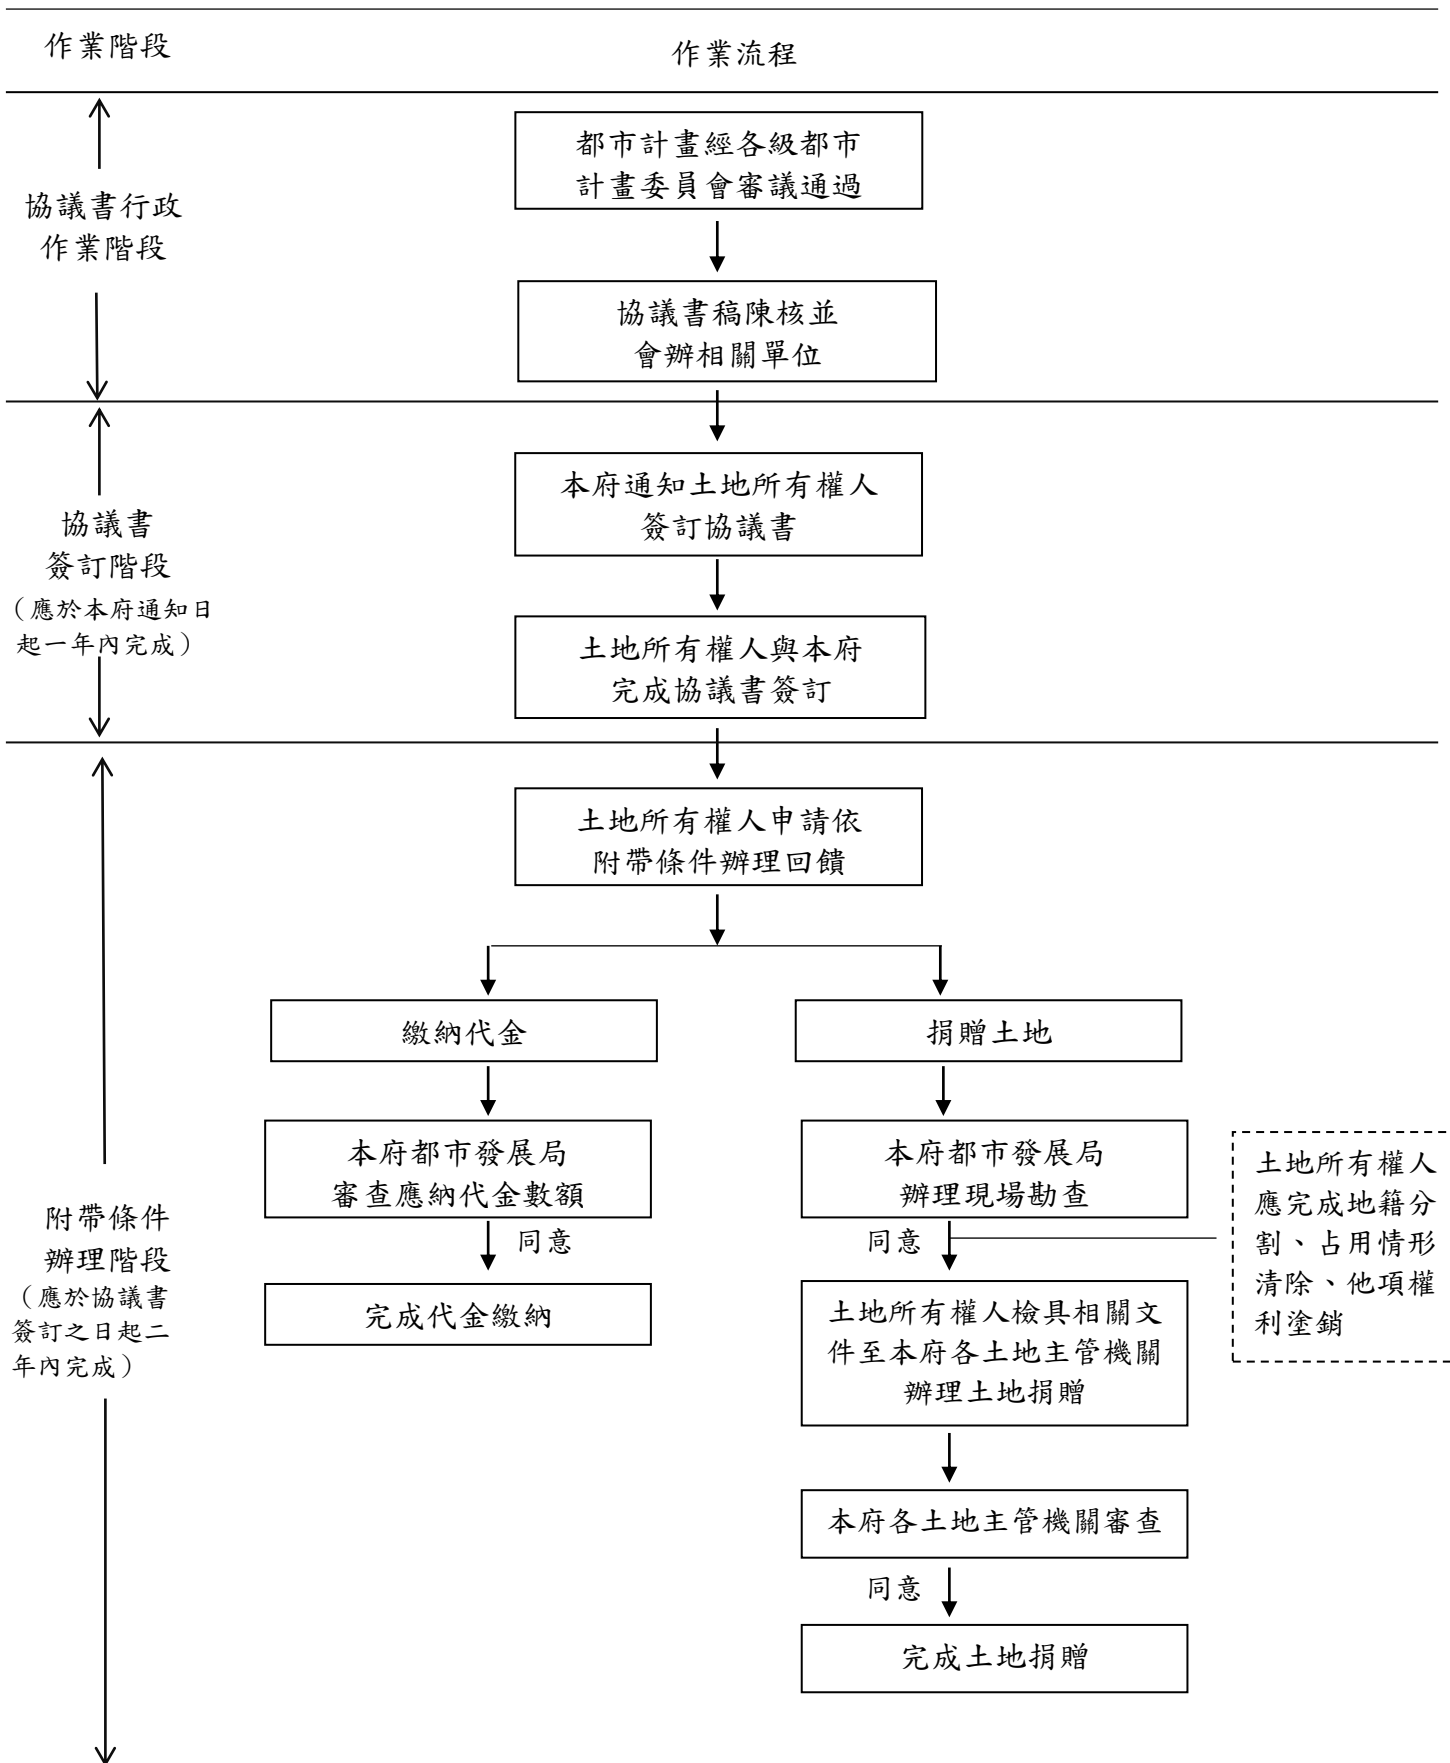 作業階段
作業流程
協議書行政
作業階段
都市計畫經各級都市
計畫委員會審議通過
協議書稿陳核並
會辦相關單位
協議書
簽訂階段
（應於本府通知日
起一年內完成）
本府通知土地所有權人
簽訂協議書
土地所有權人與本府
完成協議書簽訂
附帶條件
辦理階段
（應於協議書
簽訂之日起二
年內完成）
土地所有權人申請依
附帶條件辦理回饋
繳納代金
本府都市發展局
審查應納代金數額
同意
完成代金繳納
捐贈土地
本府都市發展局
辦理現場勘查
同意
土地所有權人
應完成地籍分
割、占用情形
清除、他項權
利塗銷
土地所有權人檢具相關文
件至本府各土地主管機關
辦理土地捐贈
本府各土地主管機關審查
同意
完成土地捐贈